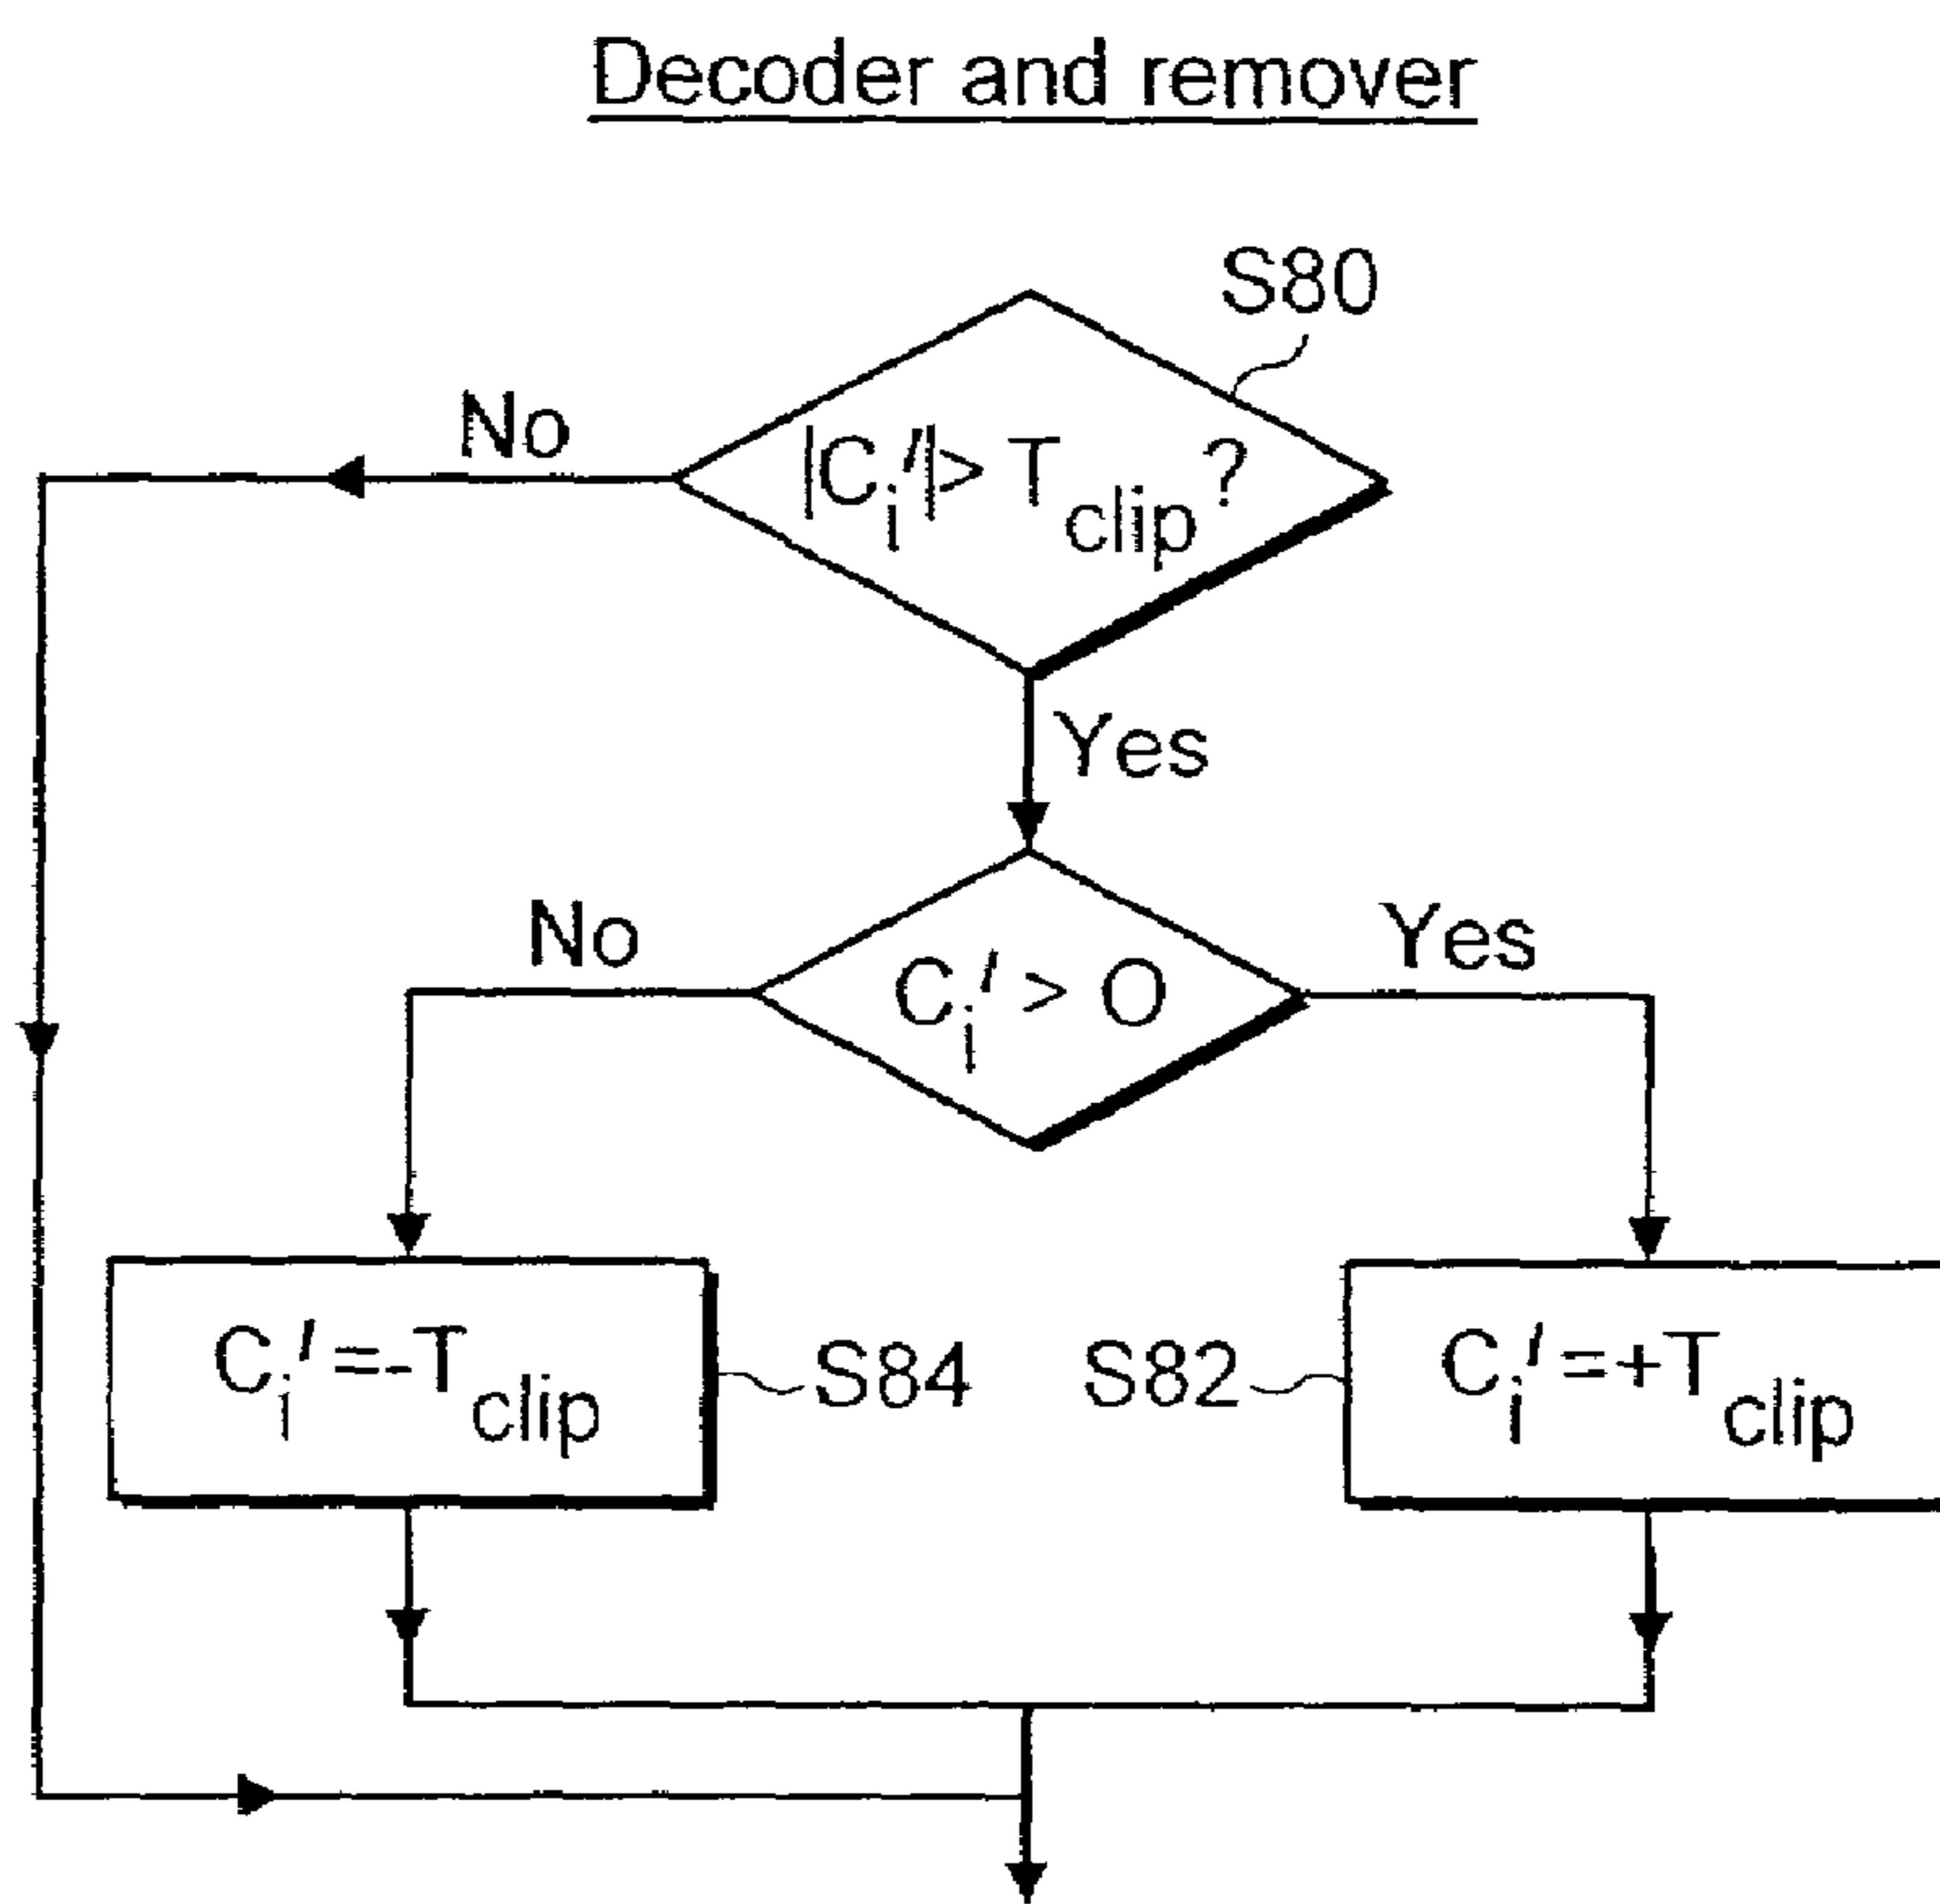 Decoder and remover
S80
No
|Ci′|> Tclip?
Yes
No
Yes
Ci′> O
Ci′=-Tclip
S84
S82
Ci′=+Tclip